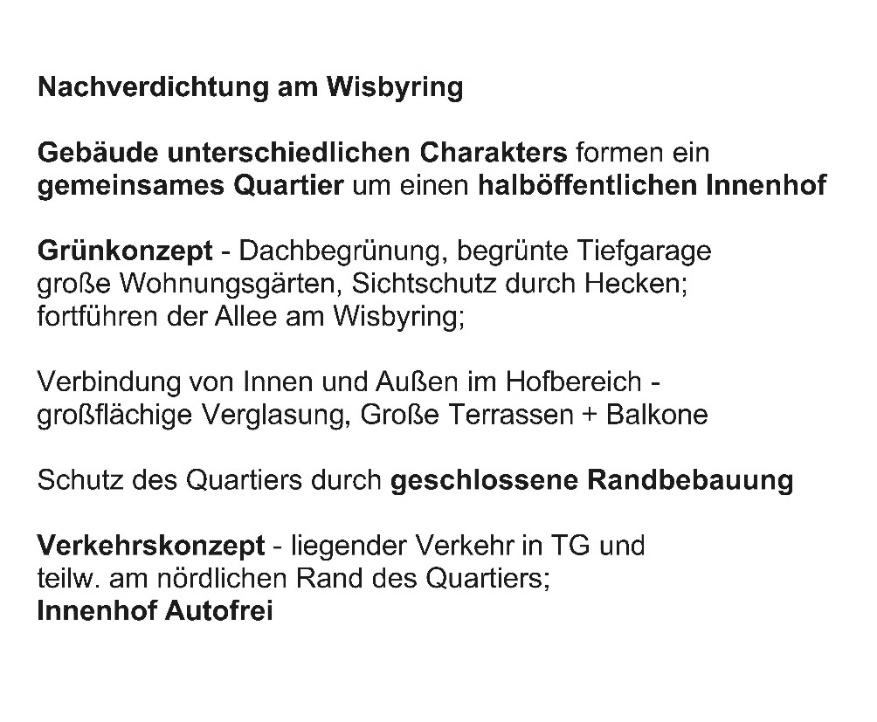 Nachverdichtung am Wisbyring
Gebäude unterschiedlichen Charakters formen ein
gemeinsames Quartier um einen halböffentlichen Innenhof
Grünkonzept - Dachbegrünung, begrünte Tiefgarage
große Wohnungsgärten, Sichtschutz durch Hecken;
fortführen der Allee am Wisbyring;
Verbindung von Innen und Außen im Hofbereich -
großflächige Verglasung, Große Terrassen + Balkone
Schutz des Quartiers durch geschlossene Randbebauung
Verkehrskonzept - liegender Verkehr in TG und
teilw. am nördlichen Rand des Quartiers;
Innenhof Autofrei